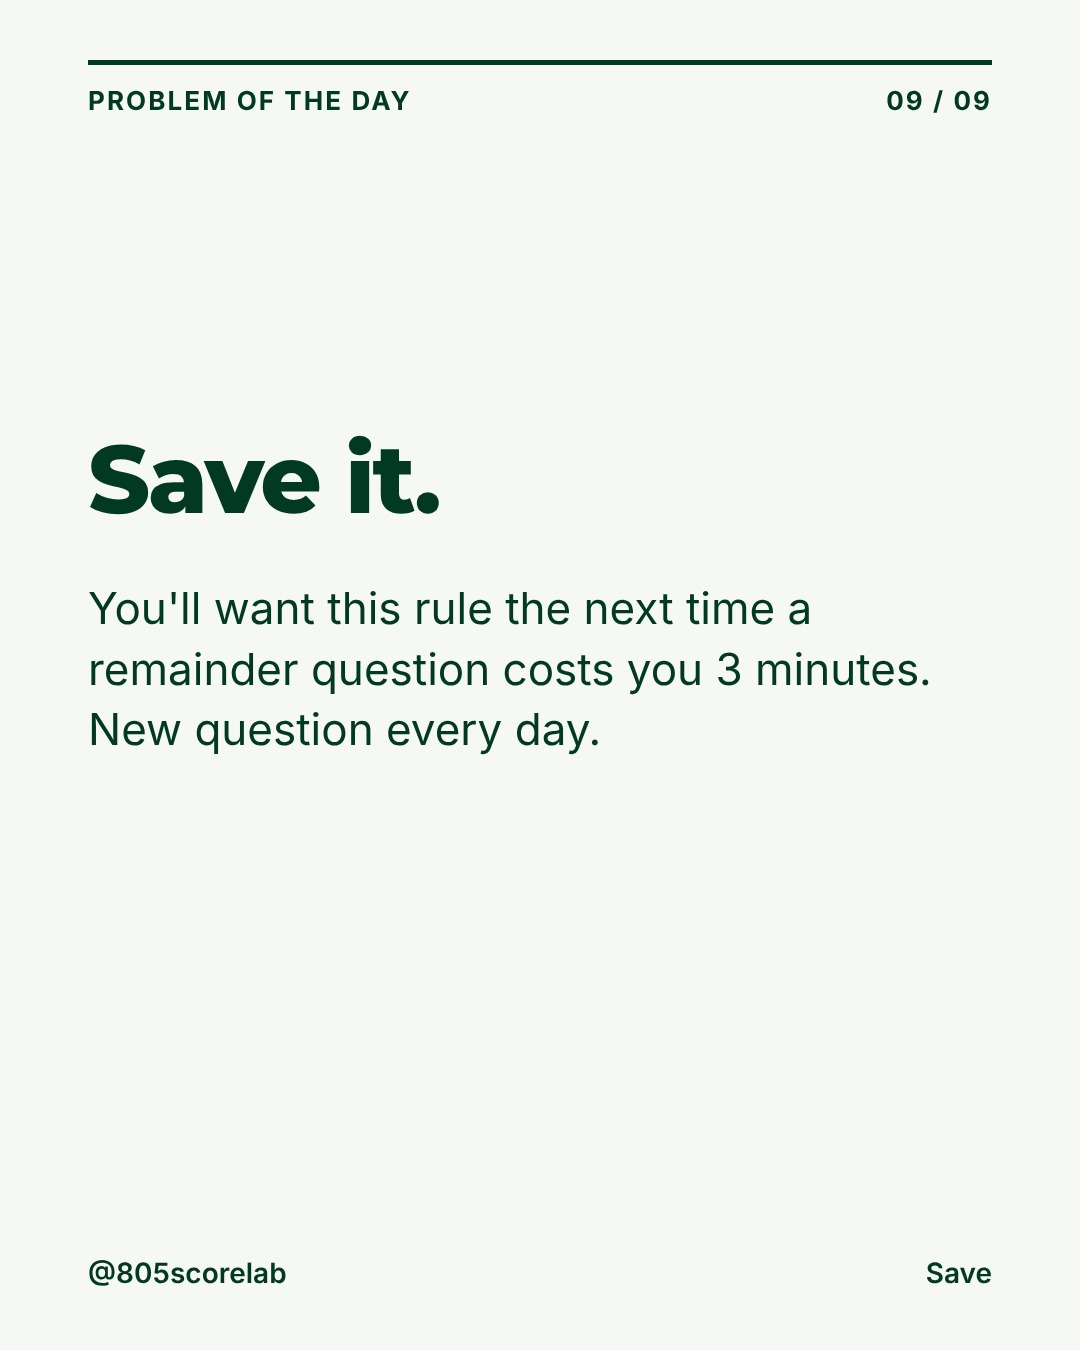 PROBLEM OF THE DAY
09 / 09
Save it.
You'll want this rule the next time a
remainder question costs you 3 minutes.
New question every day.
@805scorelab
Save